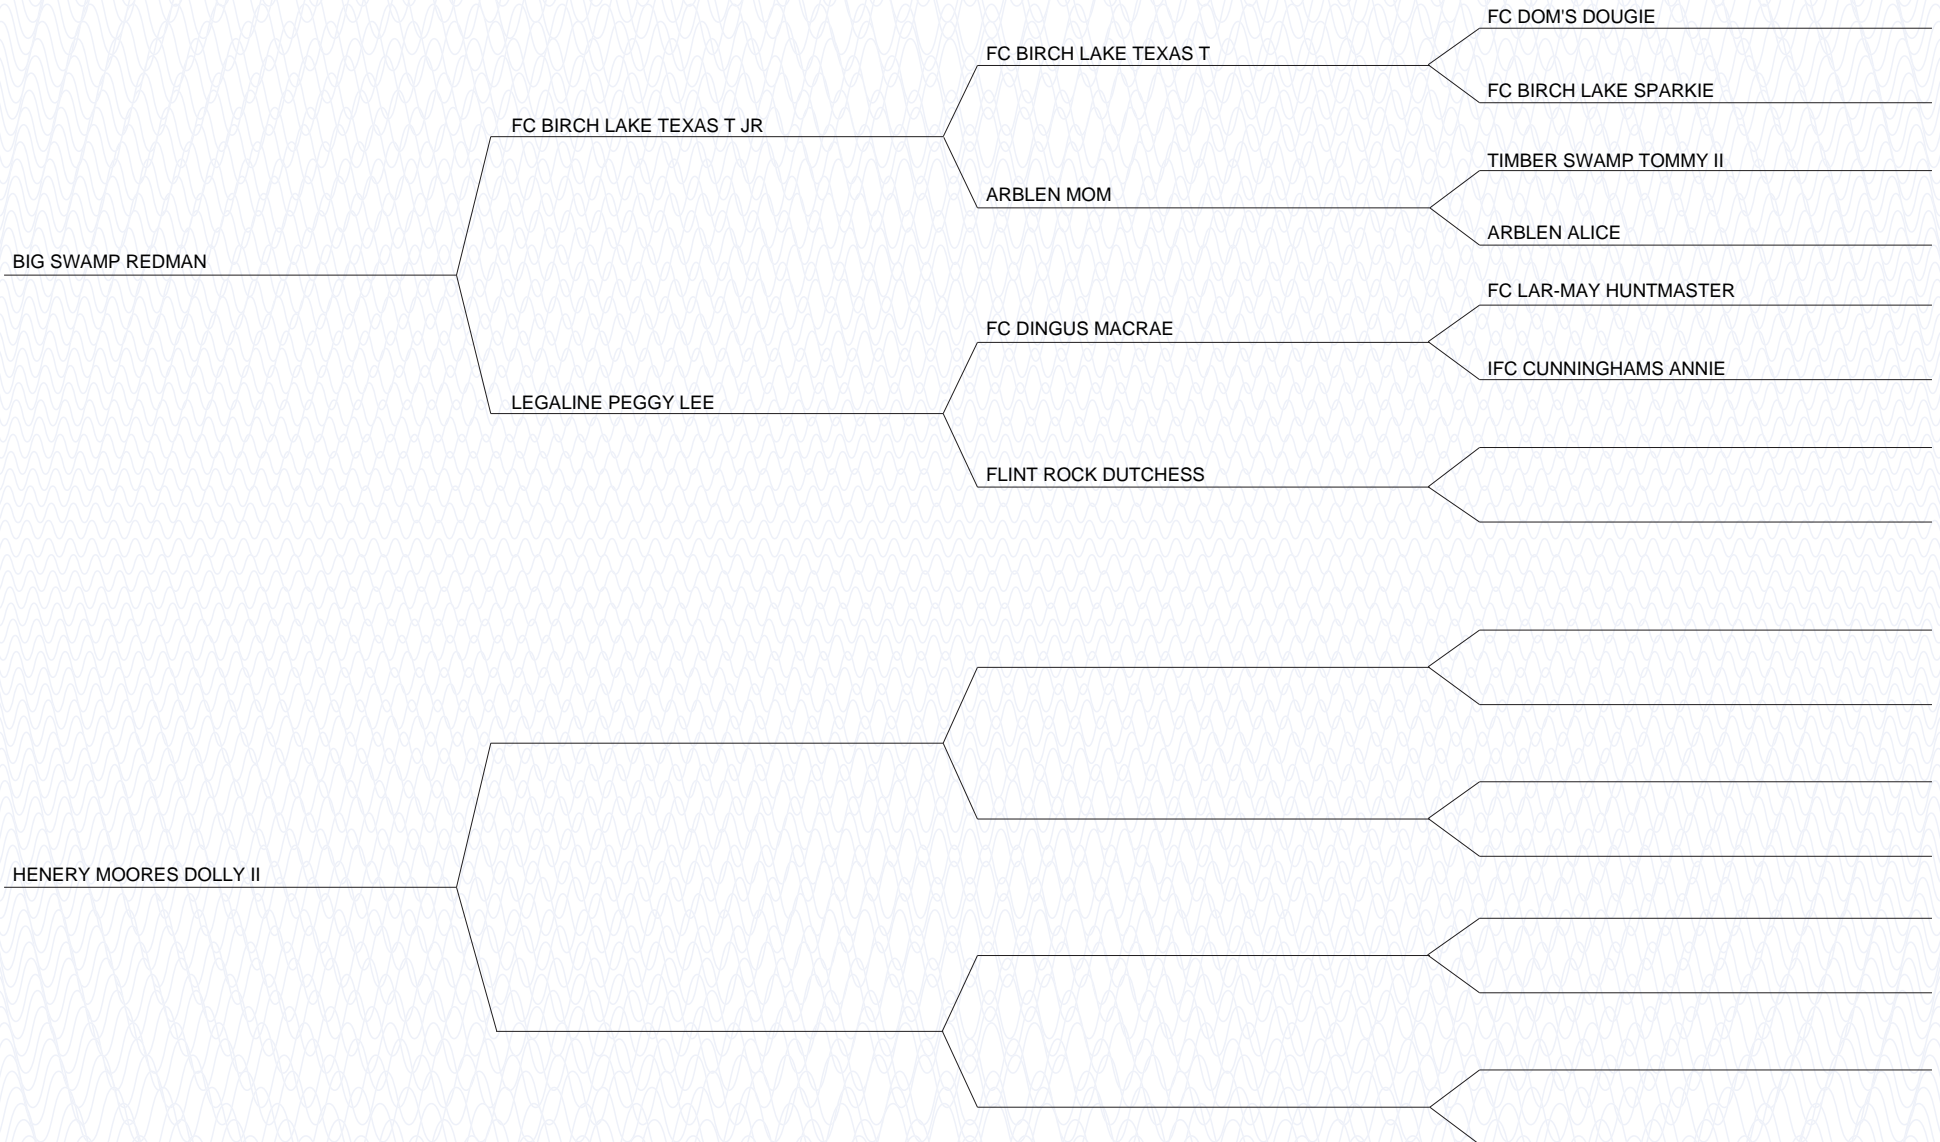 FC DOM'S DOUGIE
FC BIRCH LAKE TEXAS T
FC BIRCH LAKE SPARKIE
FC BIRCH LAKE TEXAS T JR
TIMBER SWAMP TOMMY II
ARBLEN MOM
ARBLEN ALICE
BIG SWAMP REDMAN
FC LAR-MAY HUNTMASTER
FC DINGUS MACRAE
IFC CUNNINGHAMS ANNIE
LEGALINE PEGGY LEE
FLINT ROCK DUTCHESS
HENERY MOORES DOLLY II